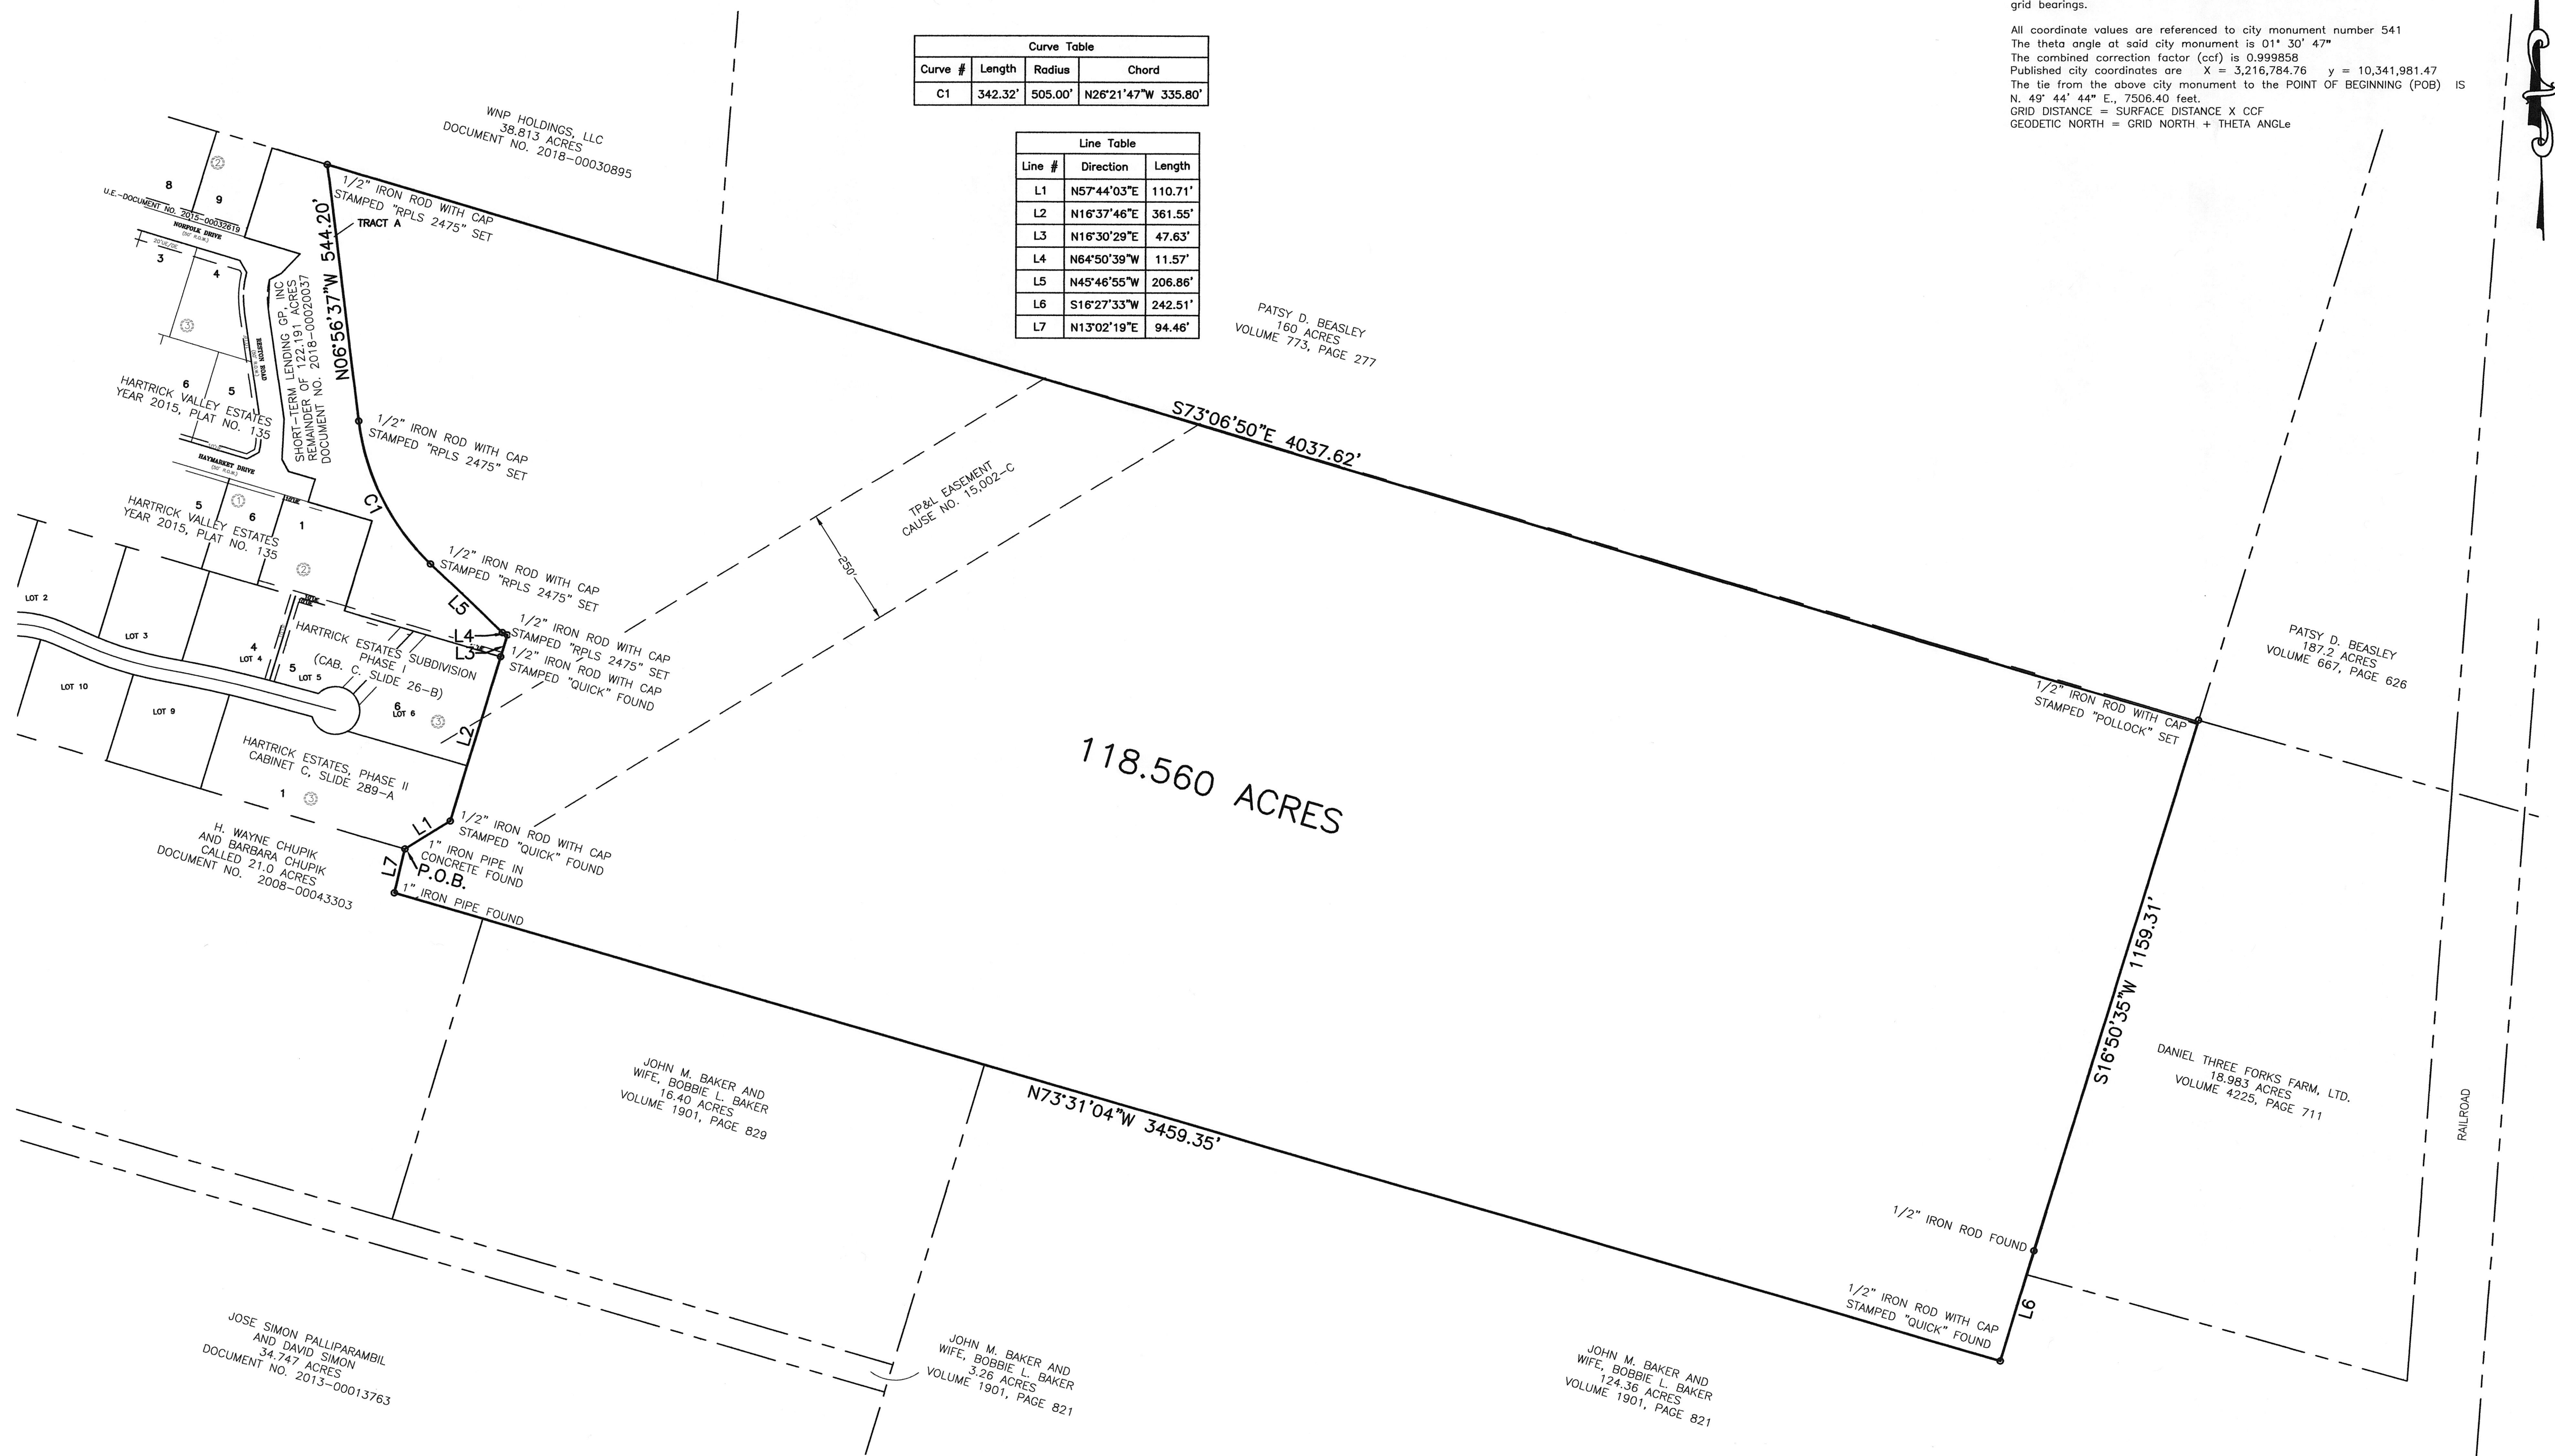 grid bearings.
All coordinate values are referenced to city monument number 541
The theta angle at said city monument is 01° 30' 47"
The combined correction factor (ccf) is 0.999858
Published city coordinates are X = 3,216,784.76 y = 10,341,981.47
The tie from the above city monument to the POINT OF BEGINNING (POB) IS
N. 49° 44' 44" E., 7506.40 feet.
GRID DISTANCE = SURFACE DISTANCE X CCF
GEODETIC NORTH = GRID NORTH + THETA ANGLe
Curve Table
Curve # Length Radius Chord
C1 342.32' 505.00' N26°21'47"W 335.80'
Line Table
Line # Direction Length
L1 N57°44'03"E 110.71'
L2 N16°37'46"E 361.55'
L3 N16°30'29"E 47.63'
L4 N64°50'39"W 11.57'
L5 N45°46'55"W 206.86'
L6 S16°27'33"W 242.51'
L7 N13°02'19"E 94.46'
WNP HOLDINGS, LLC
38.813 ACRES
DOCUMENT NO. 2018-00030895
2
8
9
U.E.-DOCUMENT NO. 2015-00032619
NORFOLK DRIVE
(50' R.O.W.)
20'UE/DE
3
4
3
1/2" IRON ROD WITH CAP
STAMPED "RPLS 2475" SET
TRACT A
N06°56'37"W 544.20'
SHORT-TERM LENDING GP, INC
REMAINDER OF 122.191 ACRES
DOCUMENT NO. 2018-00020037
RESTON ROAD
6
5
HARTRICK VALLEY ESTATES
YEAR 2015, PLAT NO. 135
HAYMARKET DRIVE
(50' R.O.W.)
1/2" IRON ROD WITH CAP
STAMPED "RPLS 2475" SET
C1
5
1
6
1
HARTRICK VALLEY ESTATES
YEAR 2015, PLAT NO. 135
2
1/2" IRON ROD WITH CAP
STAMPED "RPLS 2475" SET
L5
L4
L3
1/2" IRON ROD WITH CAP
STAMPED "RPLS 2475" SET
1/2" IRON ROD WITH CAP
STAMPED "QUICK" FOUND
LOT 2
LOT 3
4
LOT 4
5
LOT 5
6
LOT 6
3
LOT 10
LOT 9
HARTRICK ESTATES SUBDIVISION
PHASE I
(CAB. C. SLIDE 26-B)
L2
HARTRICK ESTATES, PHASE II
CABINET C, SLIDE 289-A
1
3
L1
1/2" IRON ROD WITH CAP
STAMPED "QUICK" FOUND
1" IRON PIPE IN
CONCRETE FOUND
P.O.B.
L7
1" IRON PIPE FOUND
H. WAYNE CHUPIK
AND BARBARA CHUPIK
CALLED 21.0 ACRES
DOCUMENT NO. 2008-00043303
PATSY D. BEASLEY
160 ACRES
VOLUME 773, PAGE 277
S73°06'50"E 4037.62'
TP&L EASEMENT
CAUSE NO. 15,002-C
250'
118.560 ACRES
PATSY D. BEASLEY
187.2 ACRES
VOLUME 667, PAGE 626
1/2" IRON ROD WITH CAP
STAMPED "POLLOCK" SET
S16°50'35"W 1159.31'
DANIEL THREE FORKS FARM, LTD.
18.983 ACRES
VOLUME 4225, PAGE 711
RAILROAD
JOHN M. BAKER AND
WIFE, BOBBIE L. BAKER
16.40 ACRES
VOLUME 1901, PAGE 829
N73°31'04"W 3459.35'
1/2" IRON ROD FOUND
1/2" IRON ROD WITH CAP
STAMPED "QUICK" FOUND
L6
JOSE SIMON PALLIPARAMBIL
AND DAVID SIMON
34.747 ACRES
DOCUMENT NO. 2013-00013763
JOHN M. BAKER AND
WIFE, BOBBIE L. BAKER
3.26 ACRES
VOLUME 1901, PAGE 821
JOHN M. BAKER AND
WIFE, BOBBIE L. BAKER
124.36 ACRES
VOLUME 1901, PAGE 821